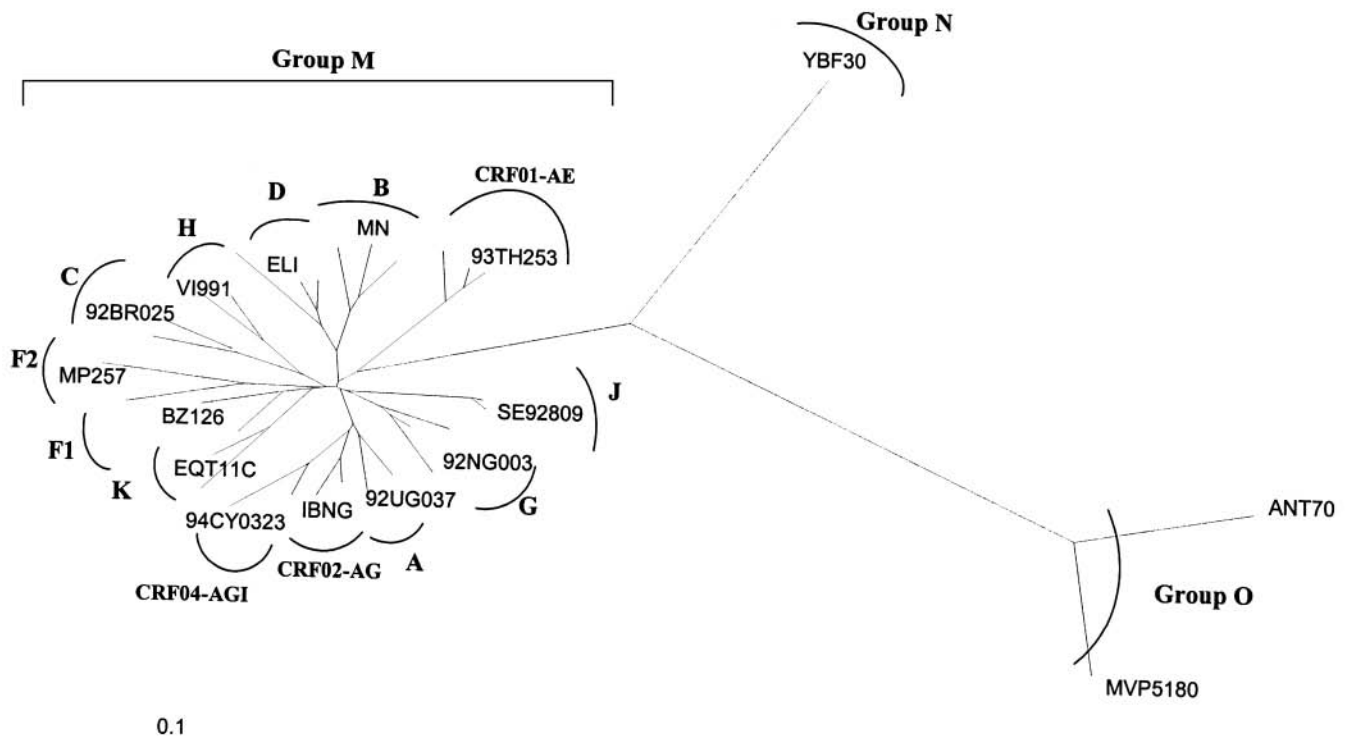 Group N
YBF30
Group M
CRF01-AE
D
B
MN
93TH253
H
ELI
C
VI991
92BR025
F2
MP257
J
SE92809
BZ126
F1
92NG003
K
EQT11C
92UG037
G
IBNG
94CY0323
A
CRF02-AG
CRF04-AGI
ANT70
Group O
MVP5180
0.1